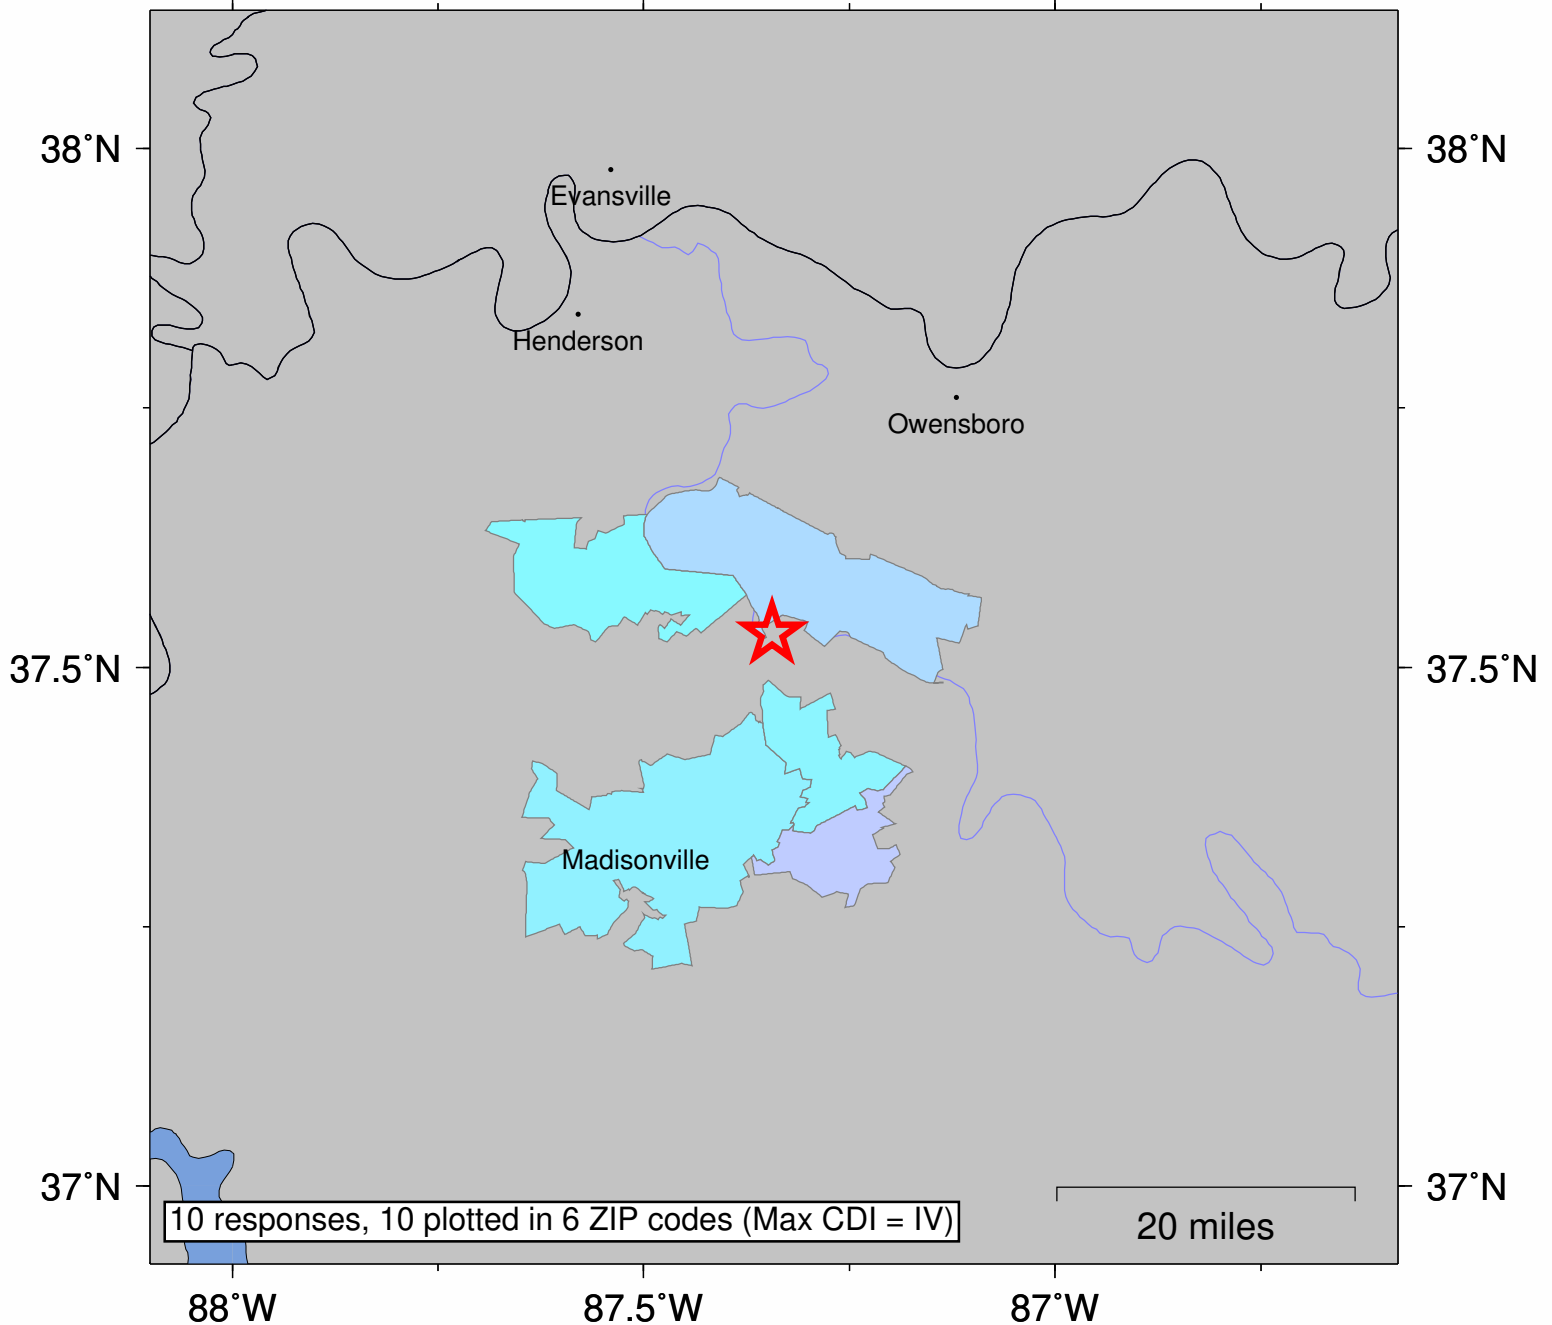 38°N
38°N
Evansville
Henderson
Owensboro
37.5°N
37.5°N
Madisonville
37°N
37°N
10 responses, 10 plotted in 6 ZIP codes (Max CDI = IV)
20 miles
88°W
87.5°W
87°W